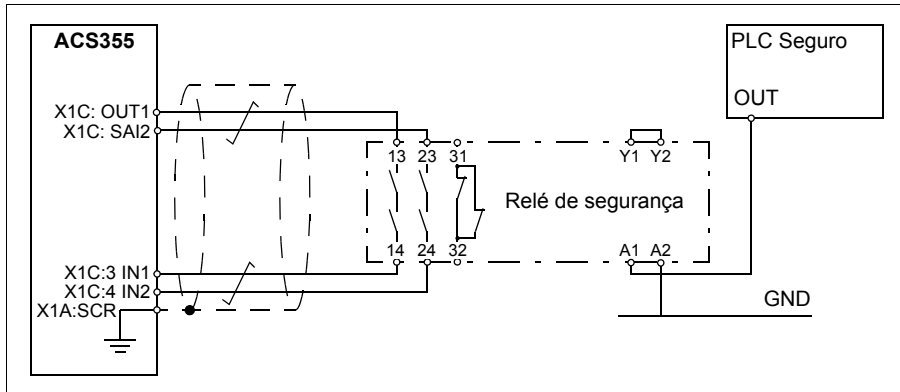 ACS355
PLC Seguro
OUT
X1C: OUT1
X1C: SAI2
13 23 31
Y1 Y2
Relé de segurança
14 24 32
A1 A2
X1C:3 IN1
X1C:4 IN2
X1A:SCR
GND